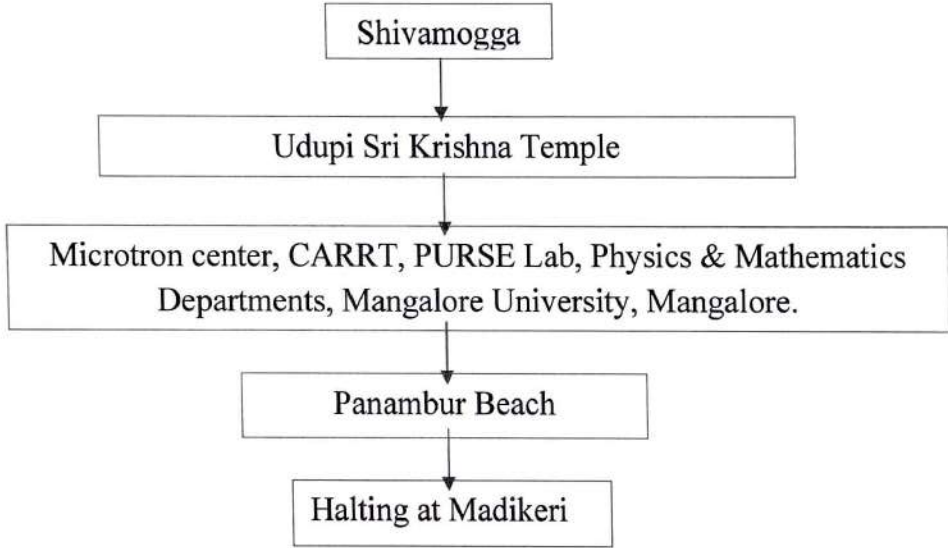 Shivamogga
Udupi Sri Krishna Temple
Microtron center, CARRT, PURSE Lab, Physics & Mathematics
Departments, Mangalore University, Mangalore.
Panambur Beach
Halting at Madikeri